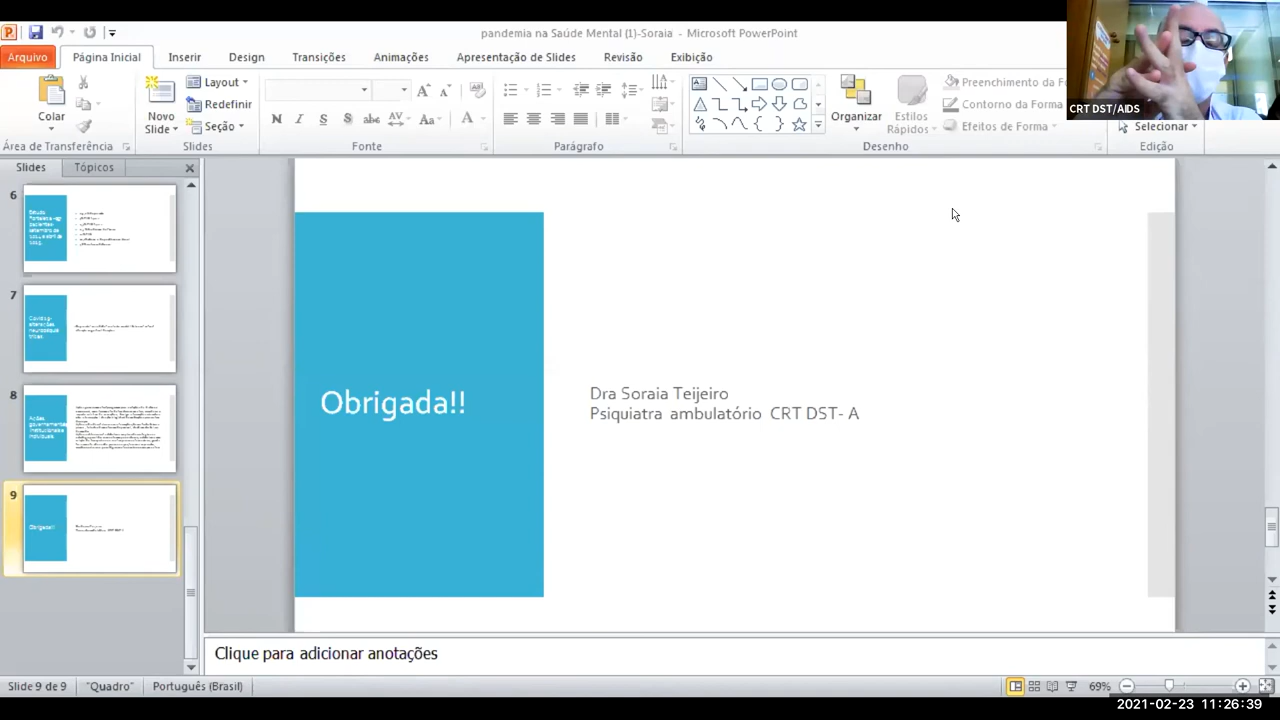 pandemia na Saúde Mental (1)-Soraia - Microsoft PowerPoint
Arquivo
Página Inicial
Inserir
Design
Transições
Animações
Apresentação de Slides
Revisão
Exibição
Colar
Novo
Slide
Layout
Redefinir
Seção
Organizar
Estilos
Rápidos
Preenchimento da Fo
Contorno da Forma
Efeitos de Forma
CRT DST/AIDS
Selecionar
Área de Transferência
Slides
Fonte
Parágrafo
Desenho
Edição
Slides
Tópicos
6
7
8
9
Obrigada!!
Obrigada!!
Dra Soraia Teijeiro
Psiquiatra ambulatório CRT DST- A
Clique para adicionar anotações
Slide 9 de 9
"Quadro"
Português (Brasil)
69%
2021-02-23 11:26:39